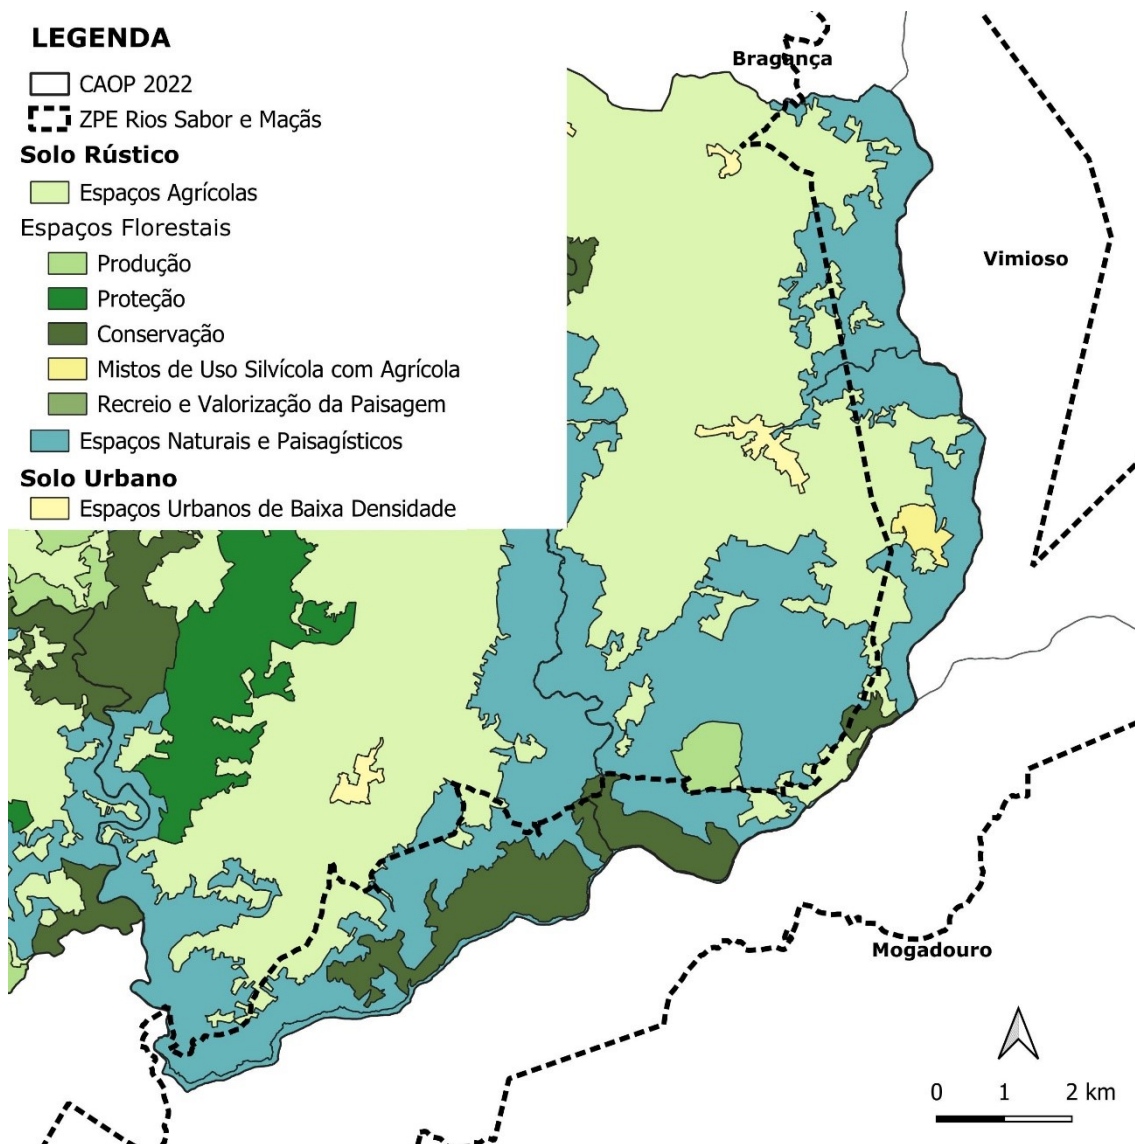 LEGENDA
CAOP 2022
ZPE Rios Sabor e Maçãs
Solo Rústico
Espaços Agrícolas
Espaços Florestais
Produção
Proteção
Conservação
Mistos de Uso Silvícola com Agrícola
Recreio e Valorização da Paisagem
Espaços Naturais e Paisagísticos
Solo Urbano
Espaços Urbanos de Baixa Densidade
Bragança
Vimioso
Mogadouro
0 1 2 km